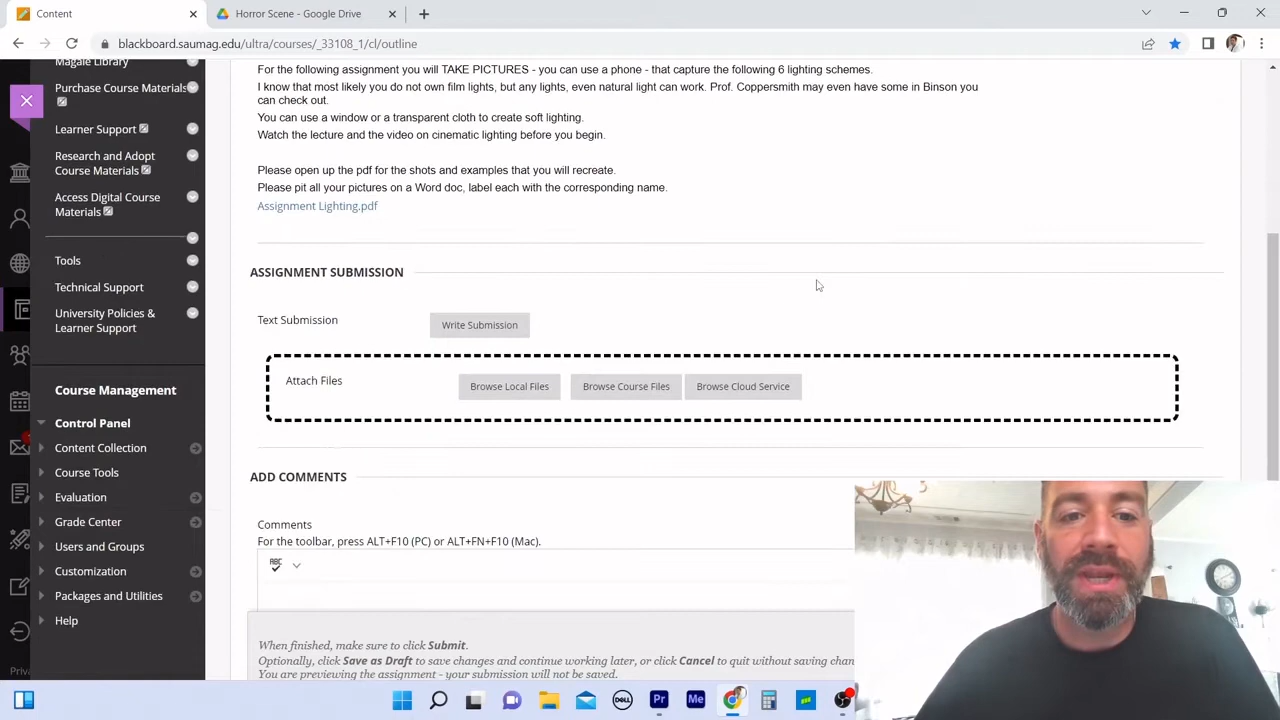 Content
Horror Scene - Google Drive
blackboard.saumag.edu/ultra/courses/_33108_1/cl/outline
Magale Library
Purchase Course Materials
Learner Support
Research and Adopt
Course Materials
Access Digital Course
Materials
Tools
Technical Support
University Policies &
Learner Support
Course Management
Control Panel
Content Collection
Course Tools
Evaluation
Grade Center
Users and Groups
Customization
Packages and Utilities
Help
For the following assignment you will TAKE PICTURES - you can use a phone - that capture the following 6 lighting schemes.
I know that most likely you do not own film lights, but any lights, even natural light can work. Prof. Coppersmith may even have some in Binson you
can check out.
You can use a window or a transparent cloth to create soft lighting.
Watch the lecture and the video on cinematic lighting before you begin.
Please open up the pdf for the shots and examples that you will recreate.
Please pit all your pictures on a Word doc, label each with the corresponding name.
Assignment Lighting.pdf
ASSIGNMENT SUBMISSION
Text Submission
Write Submission
Attach Files
Browse Local Files
Browse Course Files
Browse Cloud Service
ADD COMMENTS
Comments
For the toolbar, press ALT+F10 (PC) or ALT+FN+F10 (Mac).
ABC
When finished, make sure to click Submit.
Optionally, click Save as Draft to save changes and continue working later, or click Cancel to quit without saving chan
You are previewing the assignment - your submission will not be saved.
Priva
DELL
Pr
Me